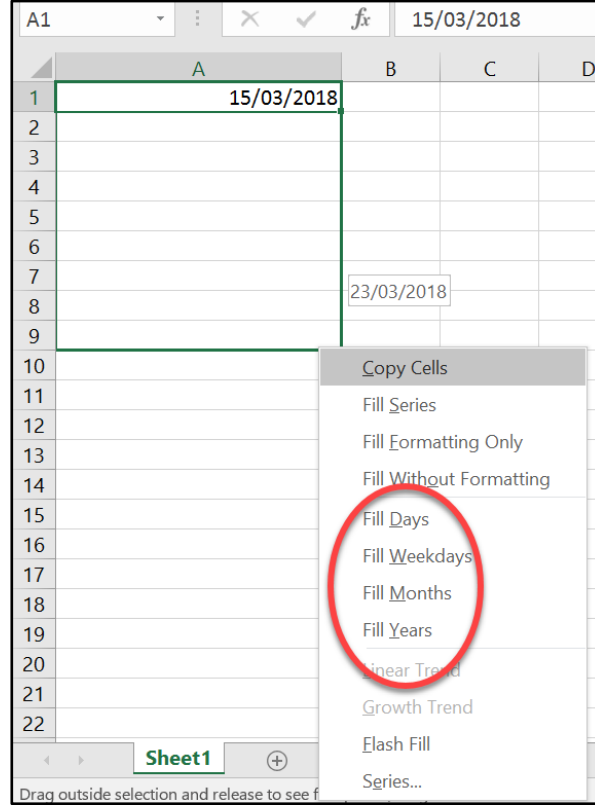 A1 fx 15/03/2018
A B C D
1 15/03/2018
2
3
4
5
6
7
23/03/2018
8
9
10 Copy Cells
11 Fill Series
12 Fill Formatting Only
13
14 Fill Without Formatting
15 Fill Days
16 Fill Weekdays
17 Fill Months
18
19 Fill Years
20 Linear Trend
21 Growth Trend
22 Flash Fill
Sheet1 Series...
Drag outside selection and release to see f